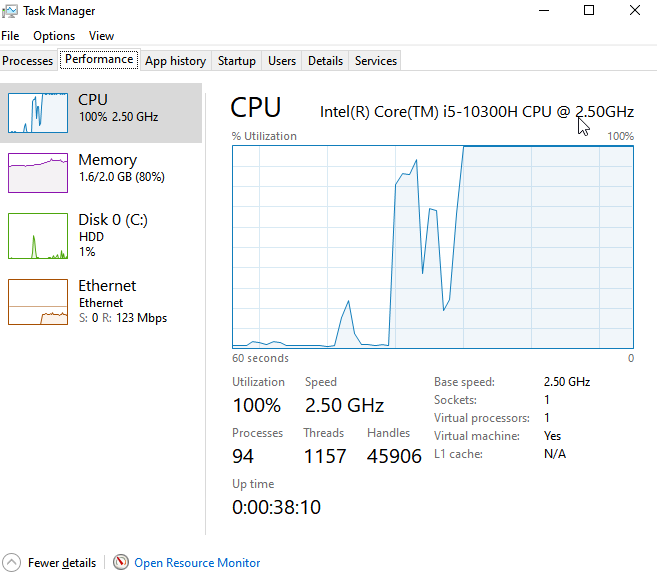 Task Manager
File Options View
Processes Performance App history Startup Users Details Services
CPU
100% 2.50 GHz
Memory
1.6/2.0 GB (80%)
Disk 0 (C:)
HDD
1%
Ethernet
Ethernet
S: 0 R: 123 Mbps
CPU Intel(R) Core(TM) i5-10300H CPU @ 2.50GHz
% Utilization 100%
60 seconds 0
Utilization Speed
100% 2.50 GHz
Processes Threads Handles
94 1157 45906
Up time
0:00:38:10
Base speed: 2.50 GHz
Sockets: 1
Virtual processors: 1
Virtual machine: Yes
L1 cache: N/A
Fewer details Open Resource Monitor